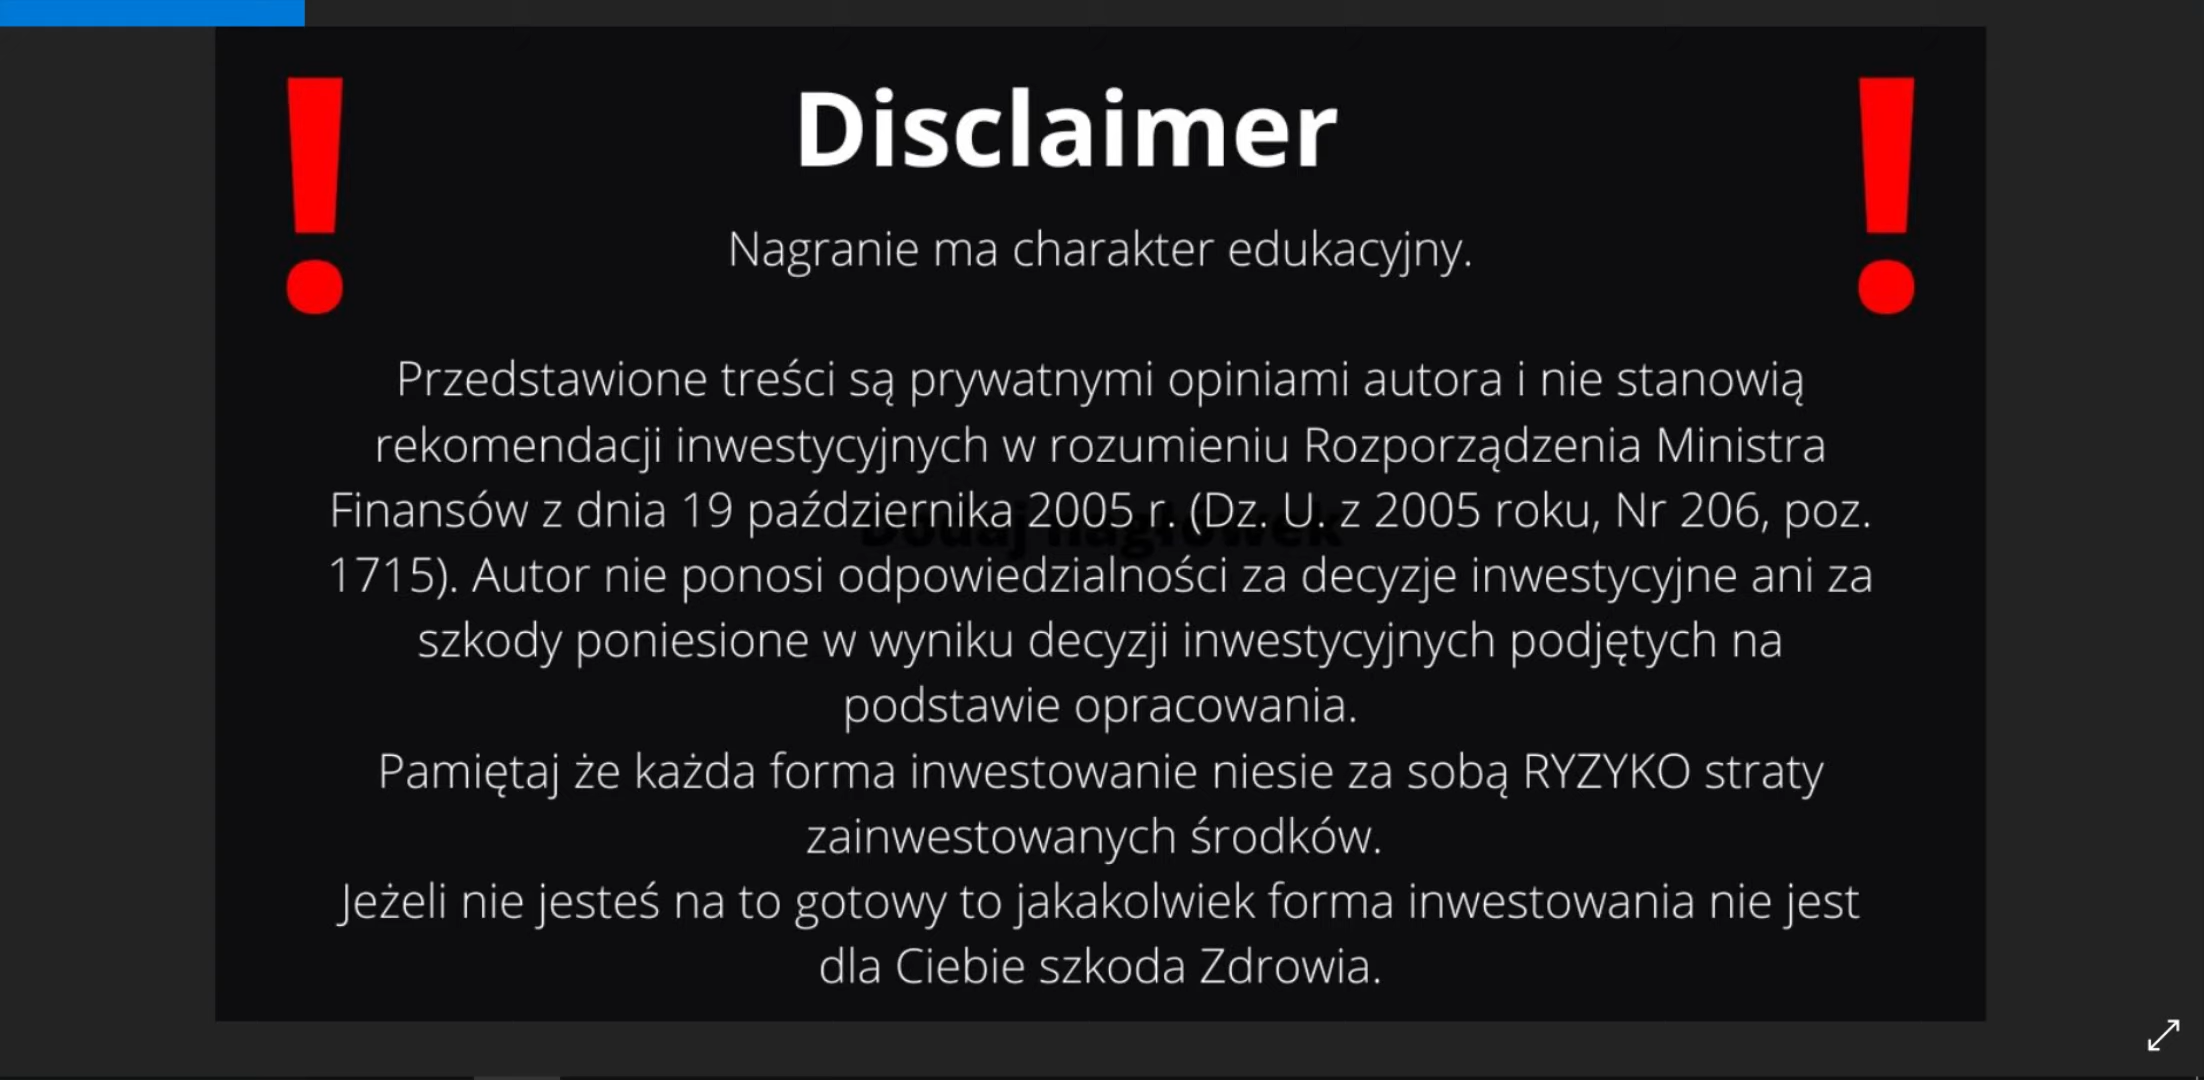 Disclaimer
Nagranie ma charakter edukacyjny.
Przedstawione treści są prywatnymi opiniami autora i nie stanowią
rekomendacji inwestycyjnych w rozumieniu Rozporządzenia Ministra
Finansów z dnia 19 października 2005 r. (Dz. U. z 2005 roku, Nr 206, poz.
1715). Autor nie ponosi odpowiedzialności za decyzje inwestycyjne ani za
szkody poniesione w wyniku decyzji inwestycyjnych podjętych na
podstawie opracowania.
Pamiętaj że każda forma inwestowanie niesie za sobą RYZYKO straty
zainwestowanych środków.
Jeżeli nie jesteś na to gotowy to jakakolwiek forma inwestowania nie jest
dla Ciebie szkoda Zdrowia.
Dodaj nagłówek